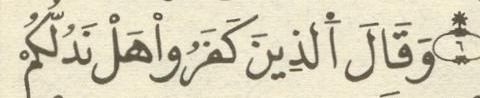 ٦ وَقَالَ ٱلَّذِينَ كَفَرُوا۟ هَلْ نَدُلُّكُمْ